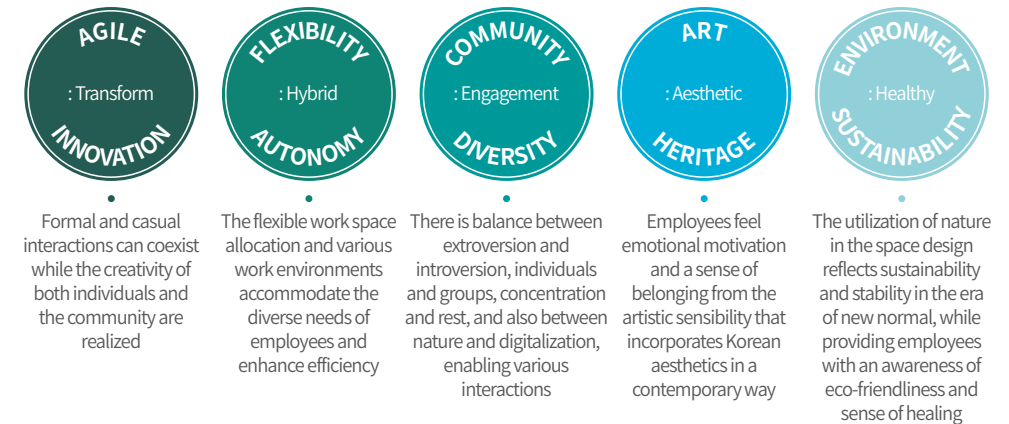 AGILE
: Transform
INNOVATION
Formal and casual
interactions can coexist
while the creativity of
both individuals and
the community are
realized
FLEXIBILITY
: Hybrid
AUTONOMY
The flexible work space
allocation and various
work environments
accommodate the
diverse needs of
employees and
enhance efficiency
COMMUNITY
: Engagement
DIVERSITY
There is balance between
extroversion and
introversion, individuals
and groups, concentration
and rest, and also between
nature and digitalization,
enabling various
interactions
ART
: Aesthetic
HERITAGE
Employees feel
emotional motivation
and a sense of
belonging from the
artistic sensibility that
incorporates Korean
aesthetics in a
contemporary way
ENVIRONMENT
: Healthy
SUSTAINABILITY
The utilization of nature
in the space design
reflects sustainability
and stability in the era
of new normal, while
providing employees
with an awareness of
eco-friendliness and
sense of healing